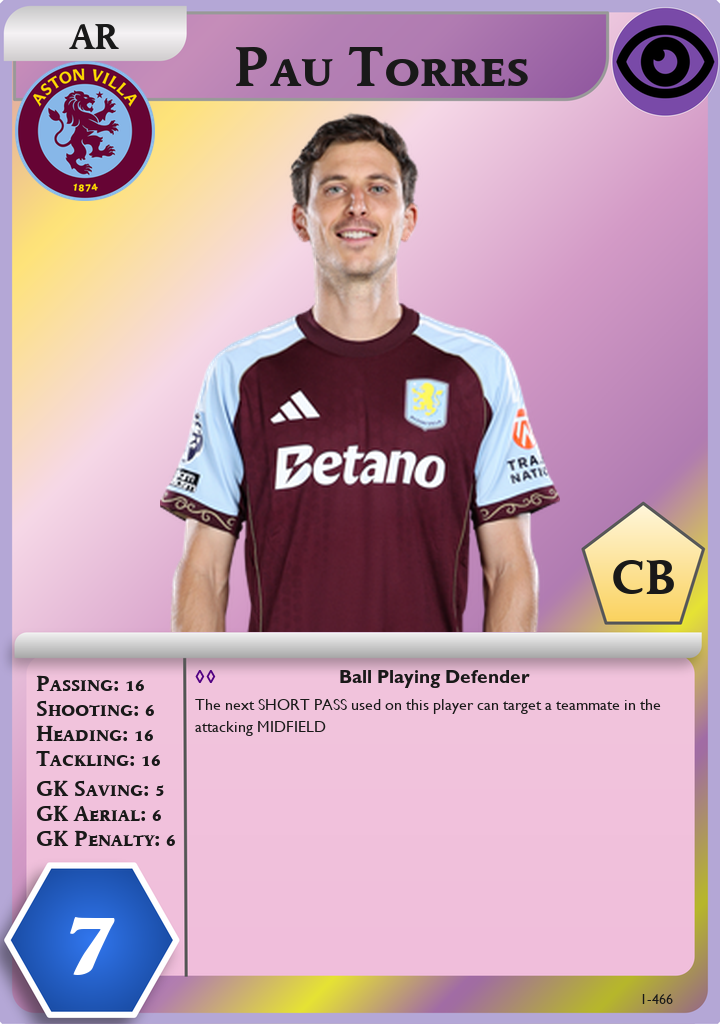 AR
Pau Torres
ASTON VILLA
1874
Betano
TRA
NATIO
CB
Passing: 16
Shooting: 6
Heading: 16
Tackling: 16
GK Saving: 5
GK Aerial: 6
GK Penalty: 6
7
◊◊ Ball Playing Defender
The next SHORT PASS used on this player can target a teammate in the
attacking MIDFIELD
1-466